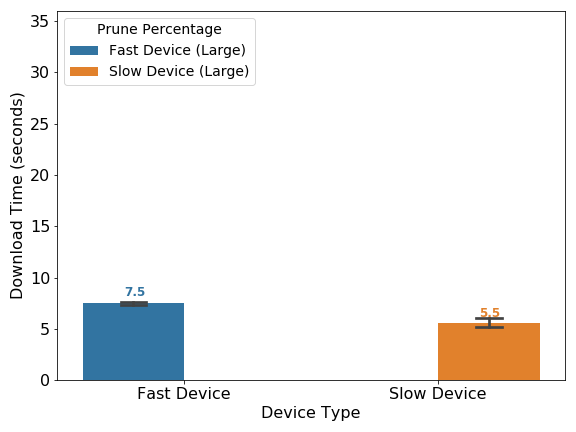 Prune Percentage
Fast Device (Large)
Slow Device (Large)
35
30
25
20
15
10
5
0
Download Time (seconds)
7.5
5.5
Fast Device
Slow Device
Device Type